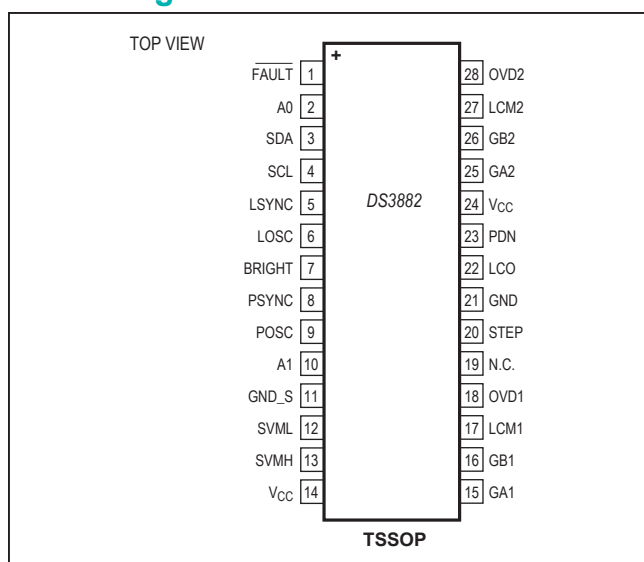 TOP VIEW
+
FAULT 1
A0 2
SDA 3
SCL 4
LSYNC 5
LOSC 6
BRIGHT 7
PSYNC 8
POSC 9
A1 10
GND_S 11
SVML 12
SVMH 13
VCC 14
DS3882
28 OVD2
27 LCM2
26 GB2
25 GA2
24 VCC
23 PDN
22 LCO
21 GND
20 STEP
19 N.C.
18 OVD1
17 LCM1
16 GB1
15 GA1
TSSOP